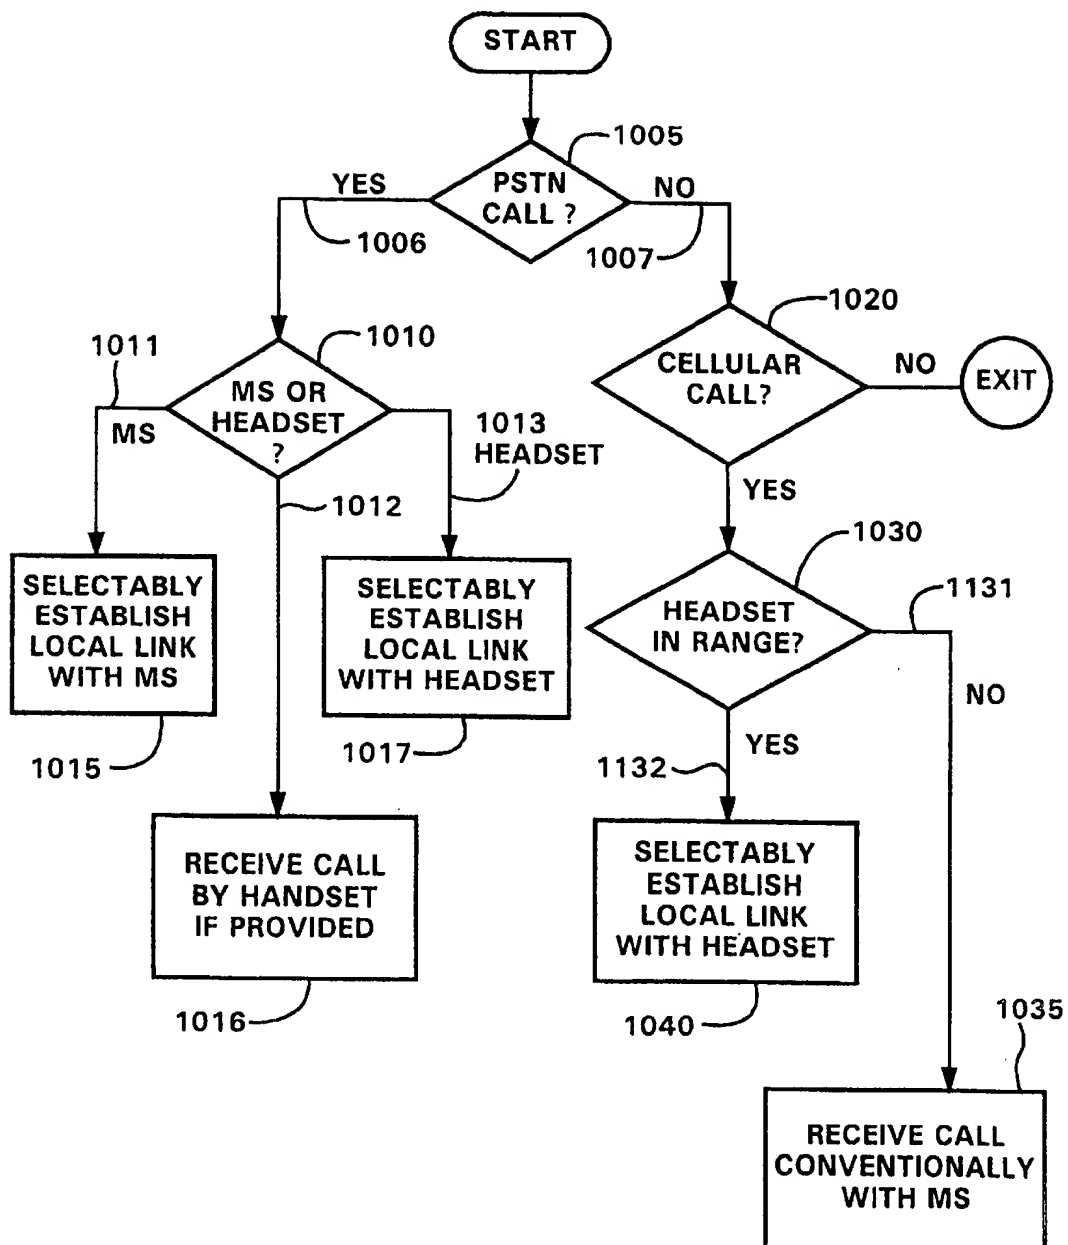 START
1005
PSTN
CALL ?
YES
NO
1006
1007
1020
CELLULAR
CALL?
NO
EXIT
1011
1010
MS OR
HEADSET
?
MS
1013
HEADSET
1012
YES
1030
HEADSET
IN RANGE?
1131
NO
SELECTABLY
ESTABLISH
LOCAL LINK
WITH MS
1015
SELECTABLY
ESTABLISH
LOCAL LINK
WITH HEADSET
1017
YES
1132
RECEIVE CALL
BY HANDSET
IF PROVIDED
1016
SELECTABLY
ESTABLISH
LOCAL LINK
WITH HEADSET
1040
1035
RECEIVE CALL
CONVENTIONALLY
WITH MS